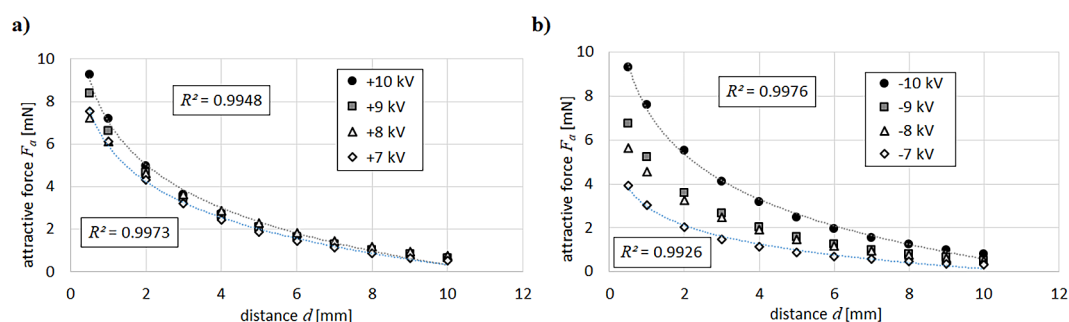 a)
10
8
6
4
2
0
attractive force Fa [mN]
R² = 0.9948
R² = 0.9973
+10 kV
+9 kV
+8 kV
+7 kV
0 2 4 6 8 10 12
distance d [mm]
b)
10
8
6
4
2
0
attractive force Fa [mN]
R² = 0.9976
R² = 0.9926
-10 kV
-9 kV
-8 kV
-7 kV
0 2 4 6 8 10 12
distance d [mm]